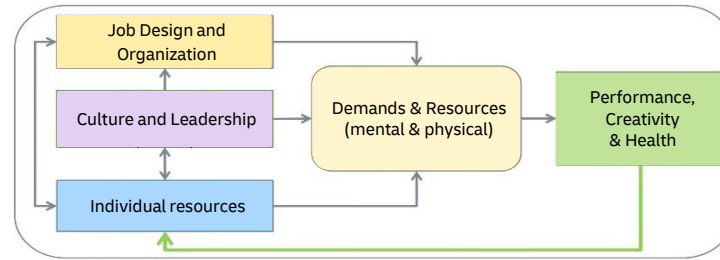 Job Design and
Organization
Culture and Leadership
Individual resources
Demands & Resources
(mental & physical)
Performance,
Creativity
& Health